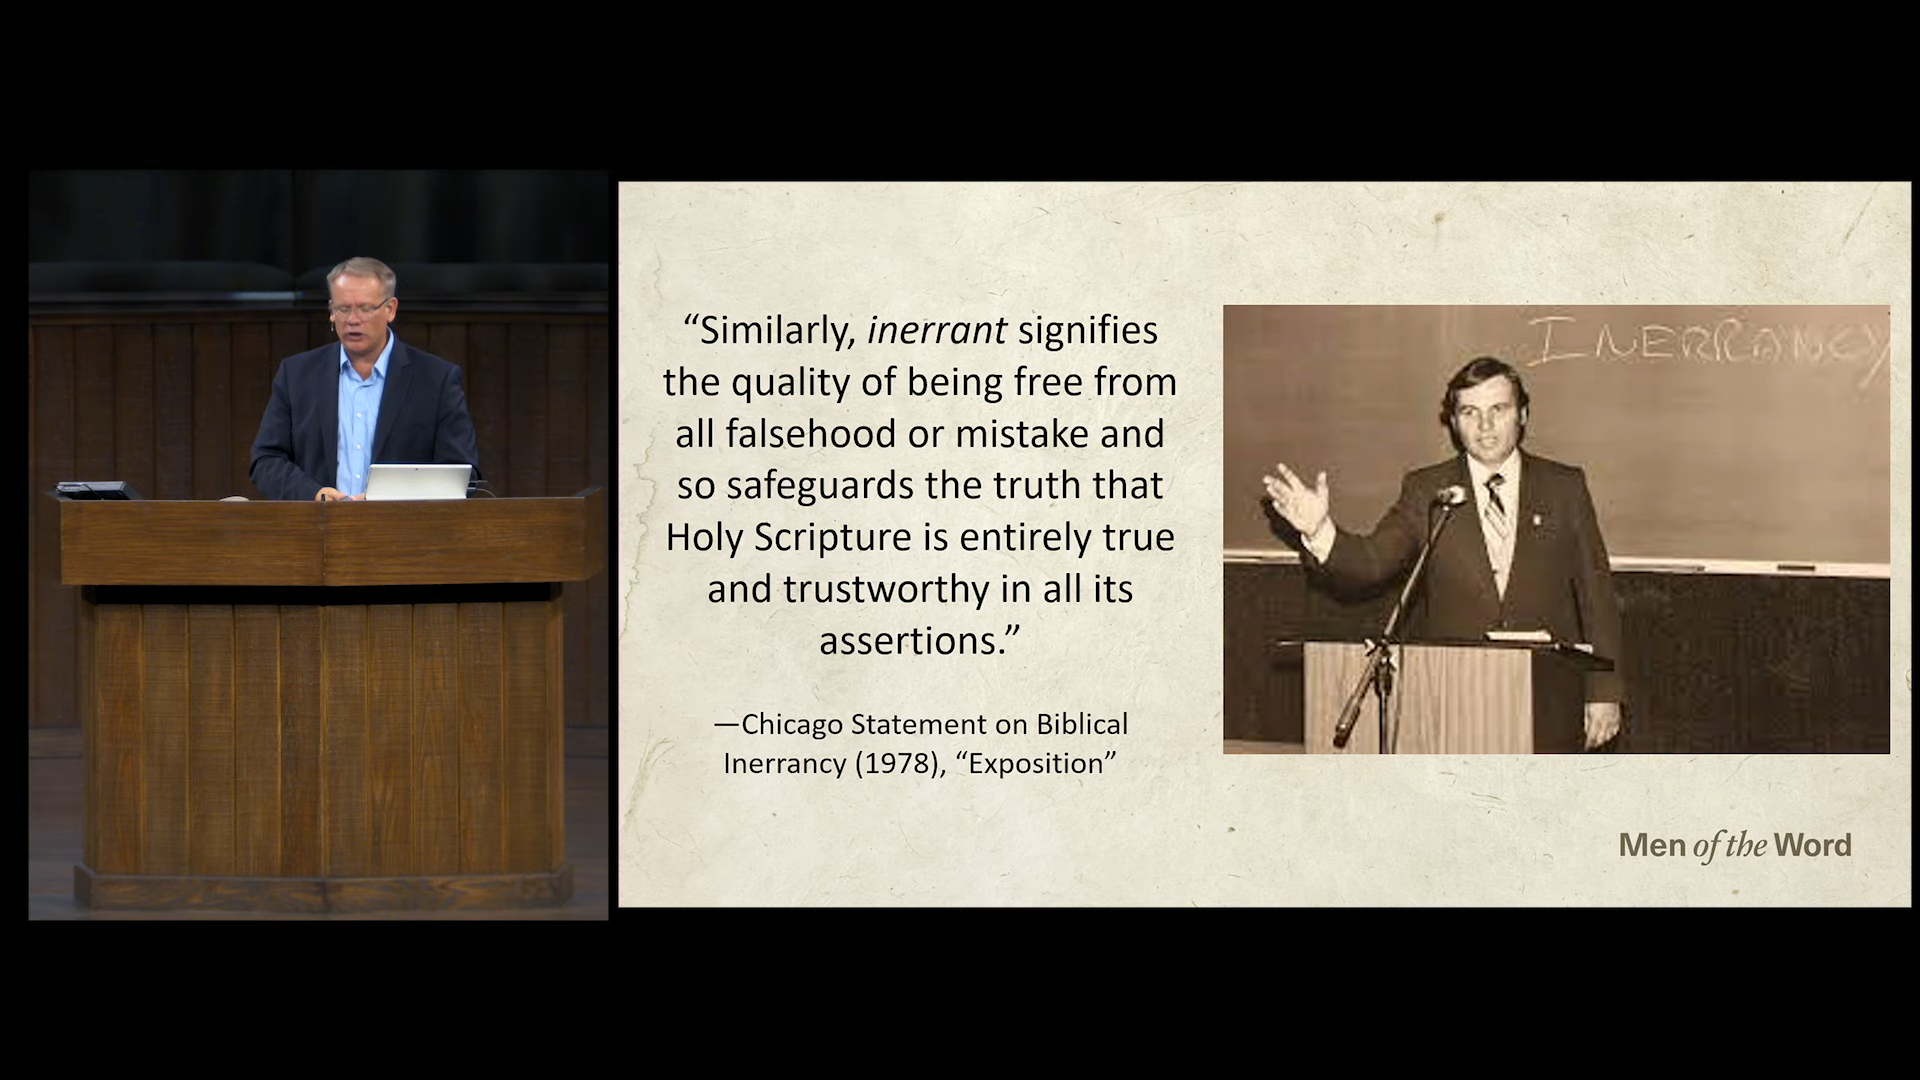 “Similarly, inerrant signifies
the quality of being free from
all falsehood or mistake and
so safeguards the truth that
Holy Scripture is entirely true
and trustworthy in all its
assertions.”
—Chicago Statement on Biblical
Inerrancy (1978), “Exposition”
INERRANCY
Men of the Word